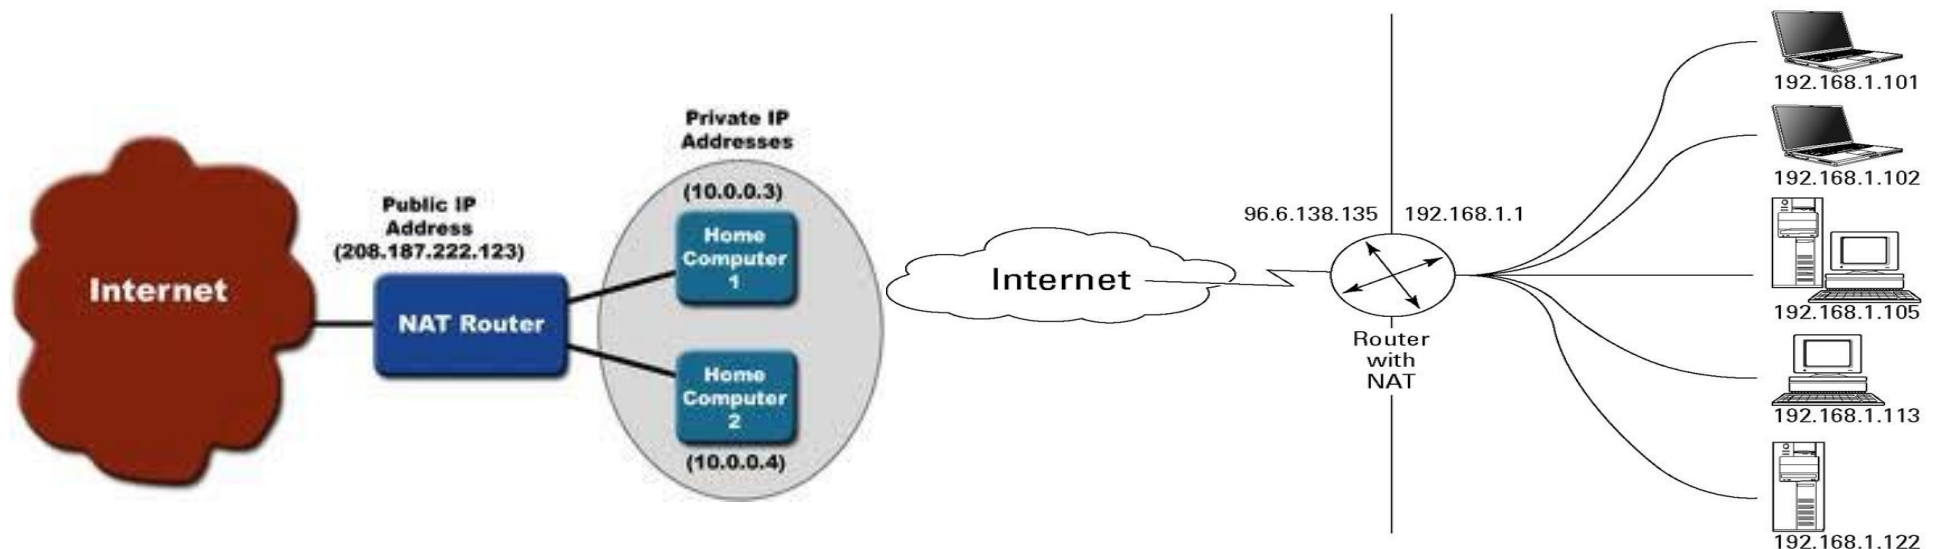 Private IP
Addresses
(10.0.0.3)
Public IP
Address
(208.187.222.123)
Home
Computer
1
Internet
NAT Router
Home
Computer
2
(10.0.0.4)
192.168.1.101
192.168.1.102
96.6.138.135
192.168.1.1
Internet
Router
with
NAT
192.168.1.105
192.168.1.113
192.168.1.122